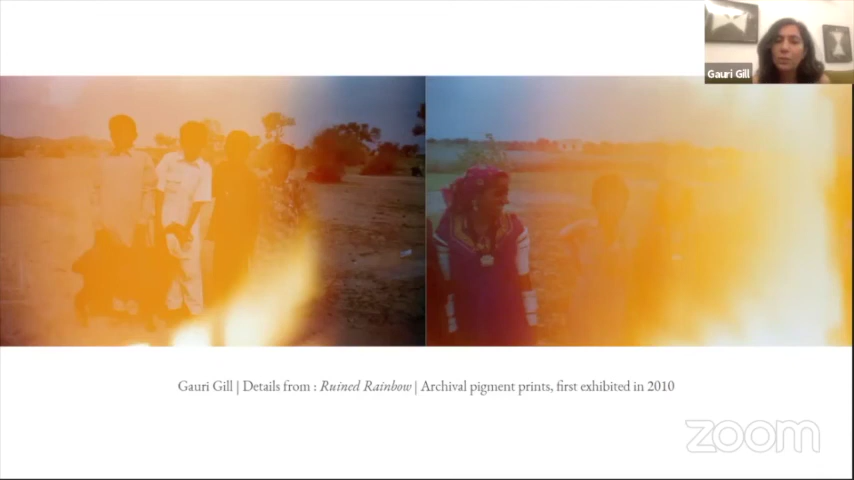 Gauri Gill
Gauri Gill | Details from : Ruined Rainbow | Archival pigment prints, first exhibited in 2010
zoom